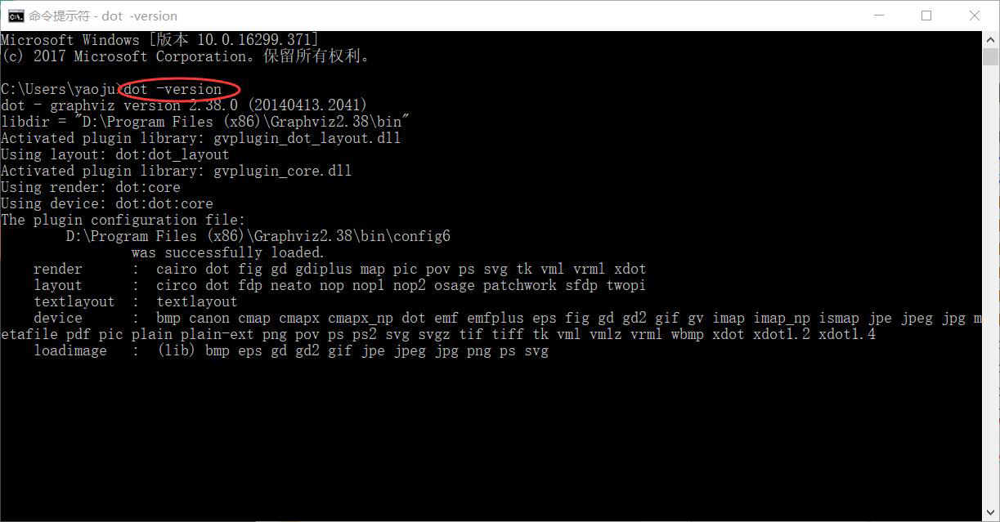 命令提示符 - dot  -version
Microsoft Windows [版本 10.0.16299.371]
(c) 2017 Microsoft Corporation。保留所有权利。
C:\Users\yaoju>dot -version
dot - graphviz version 2.38.0 (20140413.2041)
libdir = "D:\Program Files (x86)\Graphviz2.38\bin"
Activated plugin library: gvplugin_dot_layout.dll
Using layout: dot:dot_layout
Activated plugin library: gvplugin_core.dll
Using render: dot:core
Using device: dot:dot:core
The plugin configuration file:
        D:\Program Files (x86)\Graphviz2.38\bin\config6
                was successfully loaded.
    render      :  cairo dot fig gd gdiplus map pic pov ps svg tk vml vrml xdot
    layout      :  circo dot fdp neato nop nop1 nop2 osage patchwork sfdp twopi
    textlayout  :  textlayout
    device      :  bmp canon cmap cmapx cmapx_np dot emf emfplus eps fig gd gd2 gif gv imap imap_np ismap jpe jpeg jpg m
etafile pdf pic plain plain-ext png pov ps ps2 svg svgz tif tiff tk vml vmlz vrml wbmp xdot xdot1.2 xdot1.4
    loadimage   :  (lib) bmp eps gd gd2 gif jpe jpeg jpg png ps svg